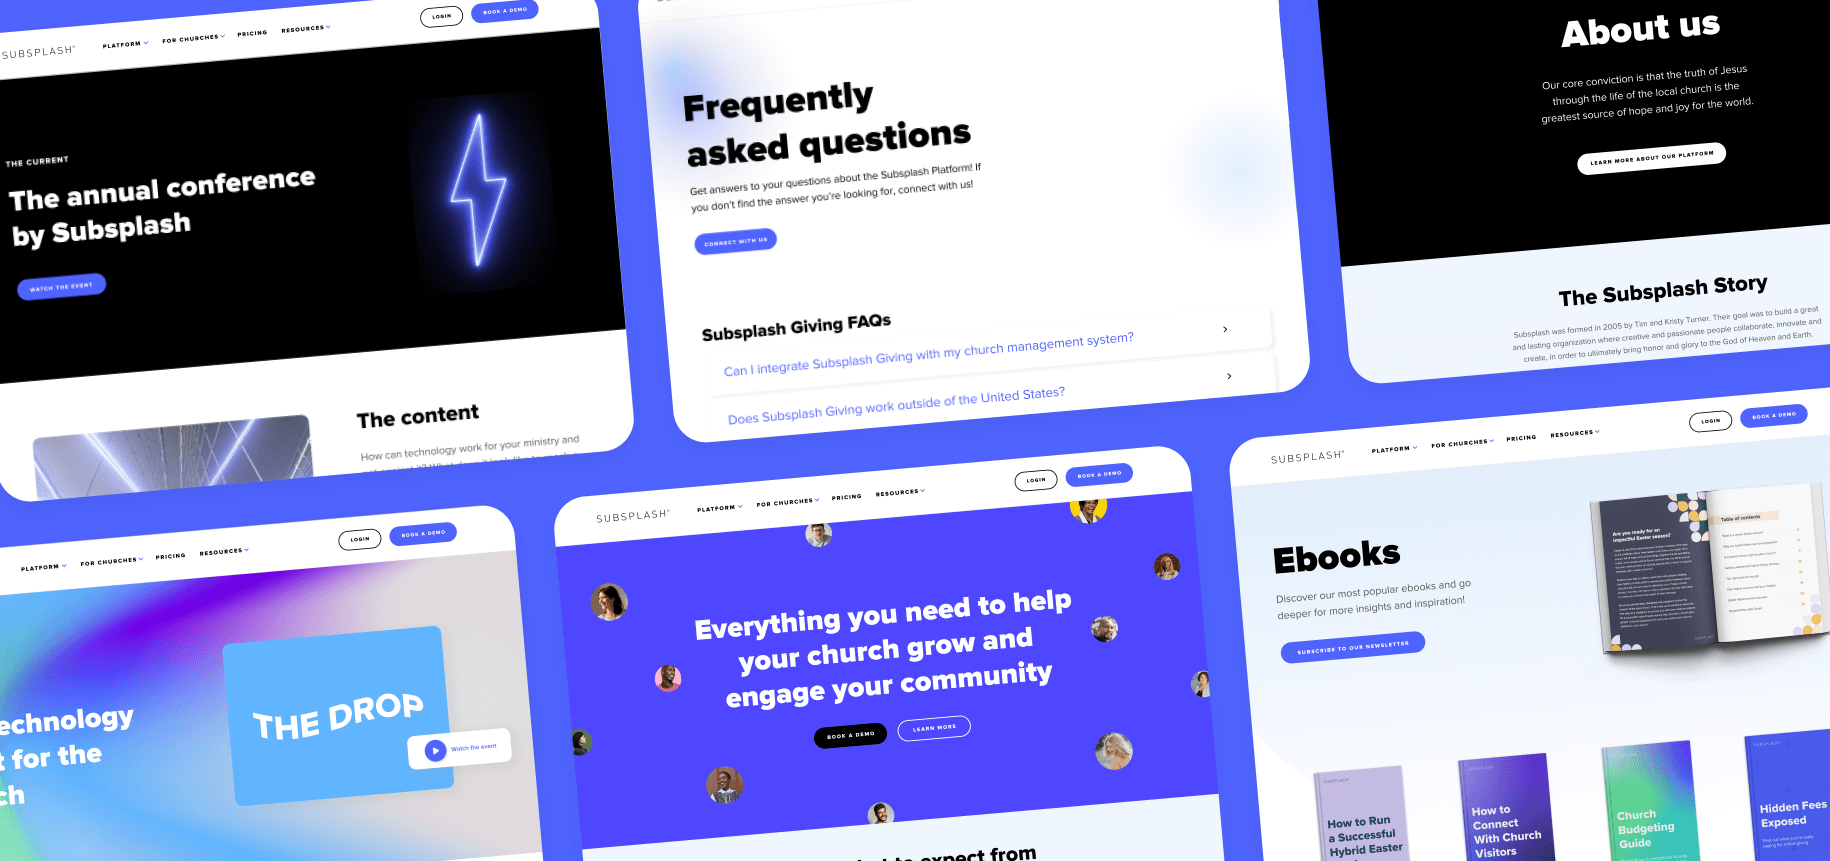 SUBSPLASH
PLATFORM
FOR CHURCHES
PRICING
RESOURCES
LOGIN
BOOK A DEMO
THE CURRENT
The annual conference
by Subsplash
WATCH THE EVENT
The content
How can technology work for your ministry and
Frequently
asked questions
Get answers to your questions about the Subsplash Platform! If
you don't find the answer you're looking for, connect with us!
CONNECT WITH US
Subsplash Giving FAQs
Can I integrate Subsplash Giving with my church management system?
Does Subsplash Giving work outside of the United States?
About us
Our core conviction is that the truth of Jesus
through the life of the local church is the
greatest source of hope and joy for the world.
LEARN MORE ABOUT OUR PLATFORM
The Subsplash Story
Subsplash was formed in 2005 by Tim and Kristy Turner. Their goal was to build a great
and lasting organization where creative and passionate people collaborate, innovate and
create, in order to ultimately bring honor and glory to the God of Heaven and Earth.
PLATFORM
FOR CHURCHES
PRICING
RESOURCES
LOGIN
BOOK A DEMO
echnology
t for the
ch
THE DROP
Watch the event
SUBSPLASH
PLATFORM
FOR CHURCHES
PRICING
RESOURCES
LOGIN
BOOK A DEMO
Everything you need to help
your church grow and
engage your community
BOOK A DEMO
LEARN MORE
to expect from
SUBSPLASH
PLATFORM
FOR CHURCHES
PRICING
RESOURCES
LOGIN
BOOK A DEMO
Ebooks
Discover our most popular ebooks and go
deeper for more insights and inspiration!
SUBSCRIBE TO OUR NEWSLETTER
Are you ready for an
impactful Easter season?
Table of contents
SUBSPLASH
How to Run
a Successful
Hybrid Easter
SUBSPLASH
How to
Connect
With Church
Visitors
SUBSPLASH
Church
Budgeting
Guide
SUBSPLASH
Hidden Fees
Exposed